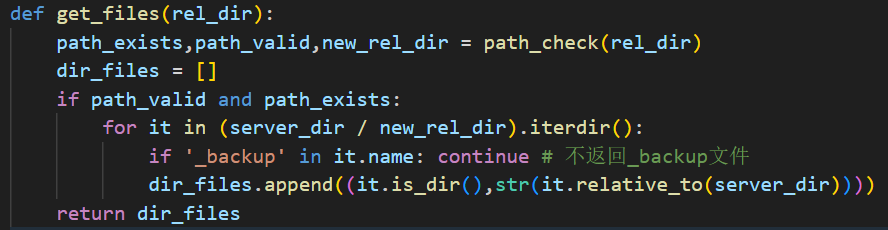 def get_files(rel_dir):
    path_exists,path_valid,new_rel_dir = path_check(rel_dir)
    dir_files = []
    if path_valid and path_exists:
        for it in (server_dir / new_rel_dir).iterdir():
            if '_backup' in it.name: continue # 不返回_backup文件
            dir_files.append((it.is_dir(),str(it.relative_to(server_dir))))
    return dir_files